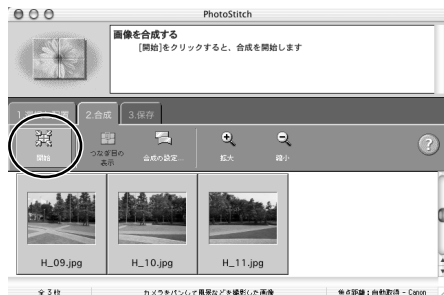 PhotoStitch
画像を合成する
[開始]をクリックすると、合成を開始します
2.合成
3.保存
開始
つなぎ目の
表示
合成の設定...
拡大
縮小
?
H_09.jpg
H_10.jpg
H_11.jpg
全 3 枚
カメラをパンして風景などを撮影した画像
焦点距離：自動取得 - Canon